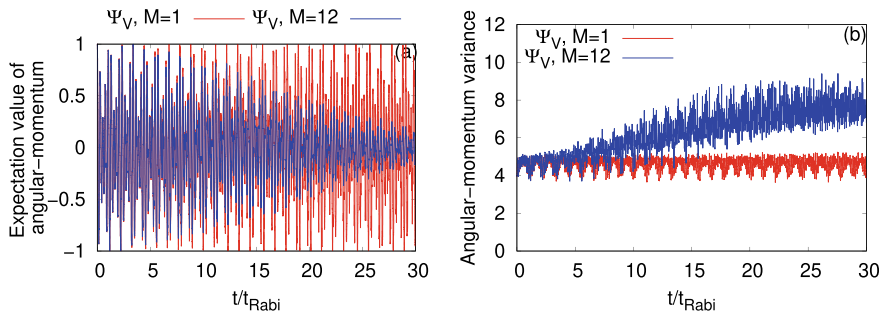 Ψ_V, M=1 Ψ_V, M=12
(a)
Expectation value of
angular−momentum
1
0.5
0
−0.5
−1
0 5 10 15 20 25 30
t/t_Rabi
(b)
Ψ_V, M=1
Ψ_V, M=12
Angular−momentum variance
12
10
8
6
4
2
0
0 5 10 15 20 25 30
t/t_Rabi